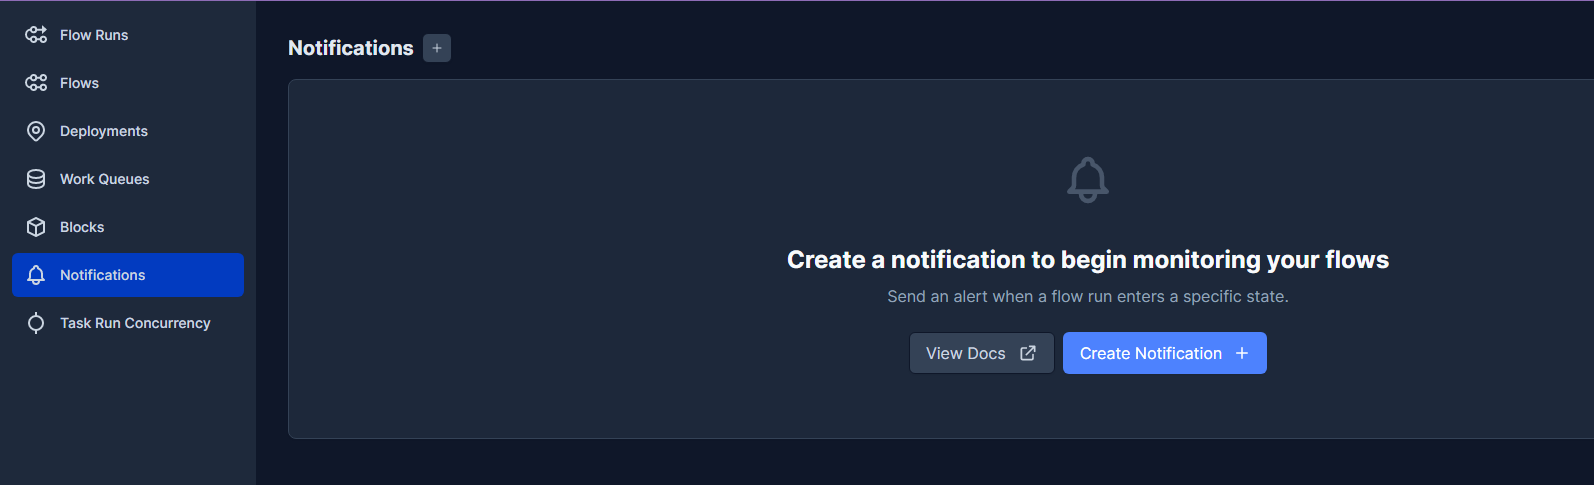 Flow Runs
Flows
Deployments
Work Queues
Blocks
Notifications
Task Run Concurrency
Notifications
Create a notification to begin monitoring your flows
Send an alert when a flow run enters a specific state.
View Docs
Create Notification